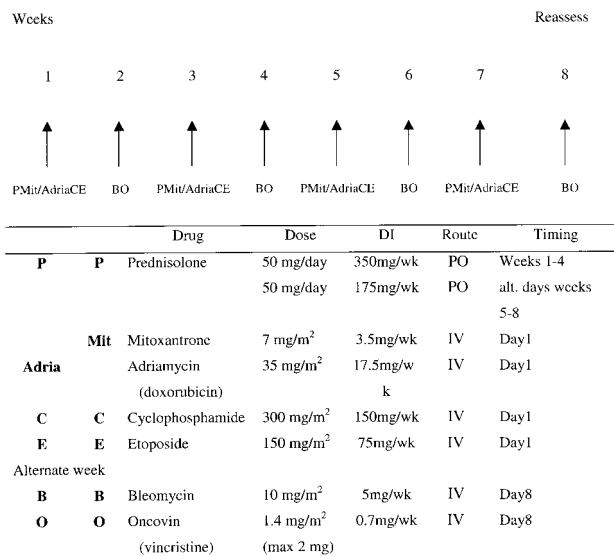 Weeks Reassess
1 2 3 4 5 6 7 8
PMit/AdriaCE BO PMit/AdriaCE BO PMit/AdriaCE BO PMit/AdriaCE BO
Drug Dose DI Route Timing
P P Prednisolone 50 mg/day 350mg/wk PO Weeks 1-4
50 mg/day 175mg/wk PO alt. days weeks
5-8
Mit Mitoxantrone 7 mg/m² 3.5mg/wk IV Day1
Adria Adriamycin 35 mg/m² 17.5mg/w IV Day1
(doxorubicin) k
C C Cyclophosphamide 300 mg/m² 150mg/wk IV Day1
E E Etoposide 150 mg/m² 75mg/wk IV Day1
Alternate week
B B Bleomycin 10 mg/m² 5mg/wk IV Day8
O O Oncovin 1.4 mg/m² 0.7mg/wk IV Day8
(vincristine) (max 2 mg)